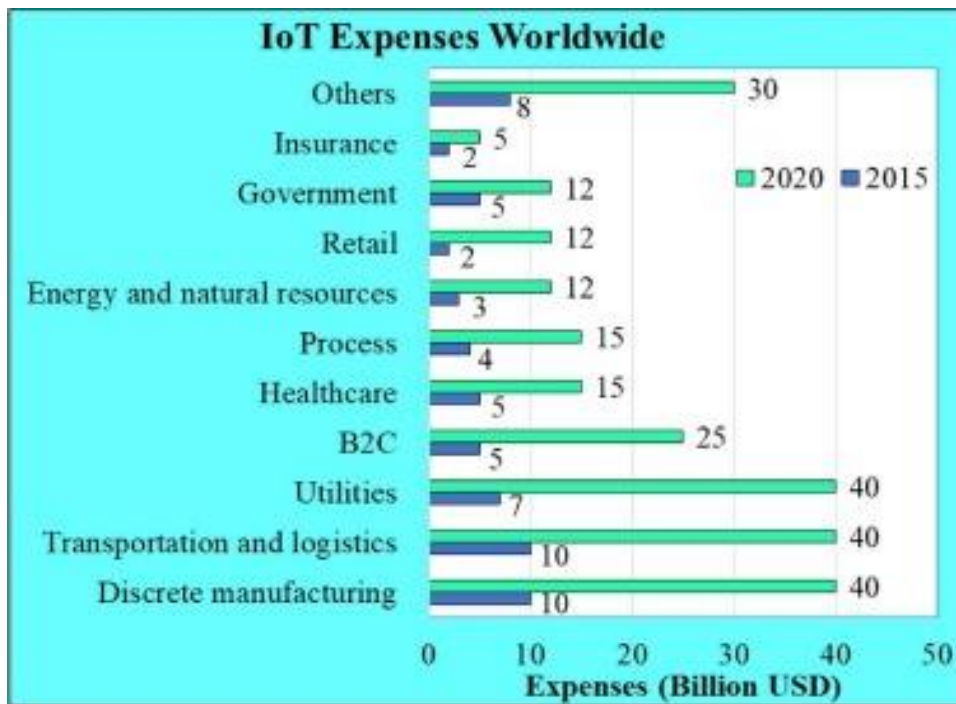 IoT Expenses Worldwide
Others 30
8
Insurance 5
2
2020 2015
Government 12
5
Retail 12
2
Energy and natural resources 12
3
Process 15
4
Healthcare 15
5
B2C 25
5
Utilities 40
7
Transportation and logistics 40
10
Discrete manufacturing 40
10
0 10 20 30 40 50
Expenses (Billion USD)